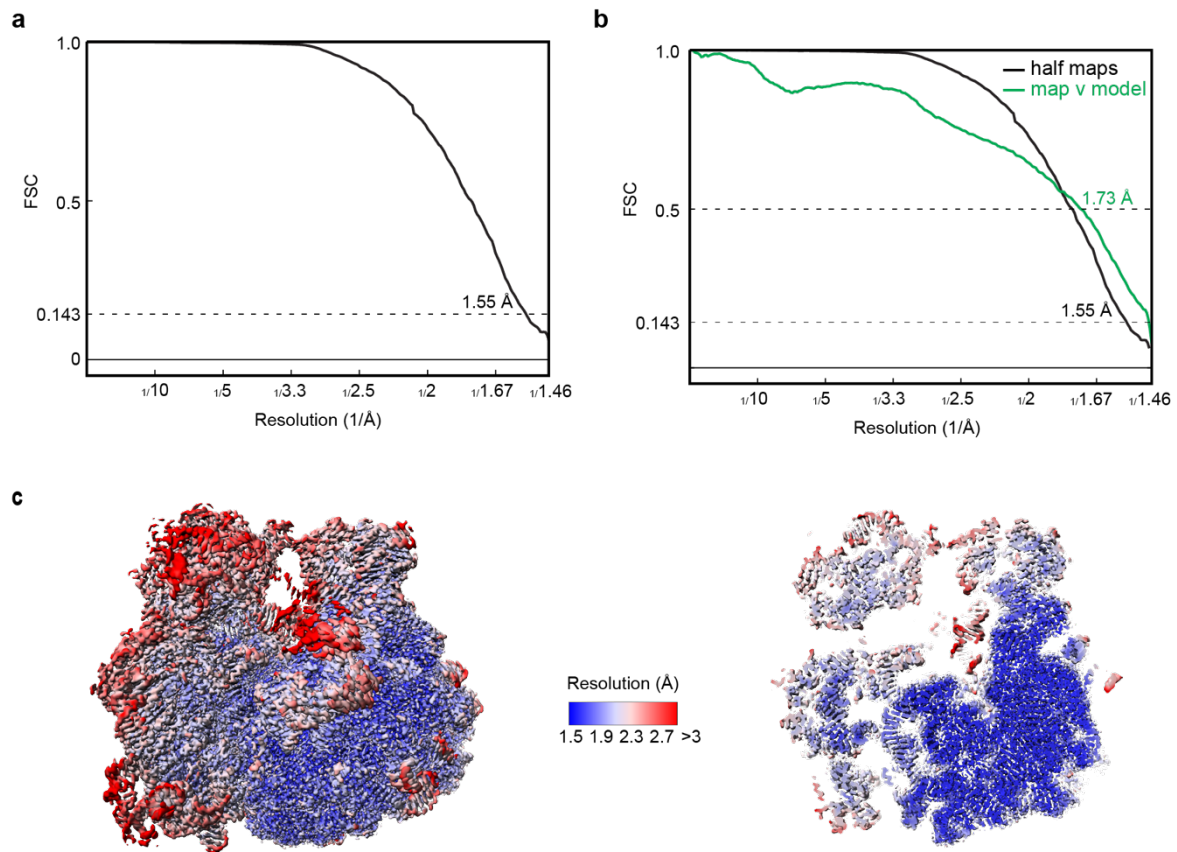 a
1.0
0.5
0.143
0
FSC
1.55 Å
1/10 1/5 1/3.3 1/2.5 1/2 1/1.67 1/1.46
Resolution (1/Å)
b
1.0
0.5
0.143
FSC
half maps
map v model
1.73 Å
1.55 Å
1/10 1/5 1/3.3 1/2.5 1/2 1/1.67 1/1.46
Resolution (1/Å)
c
Resolution (Å)
1.5 1.9 2.3 2.7 >3